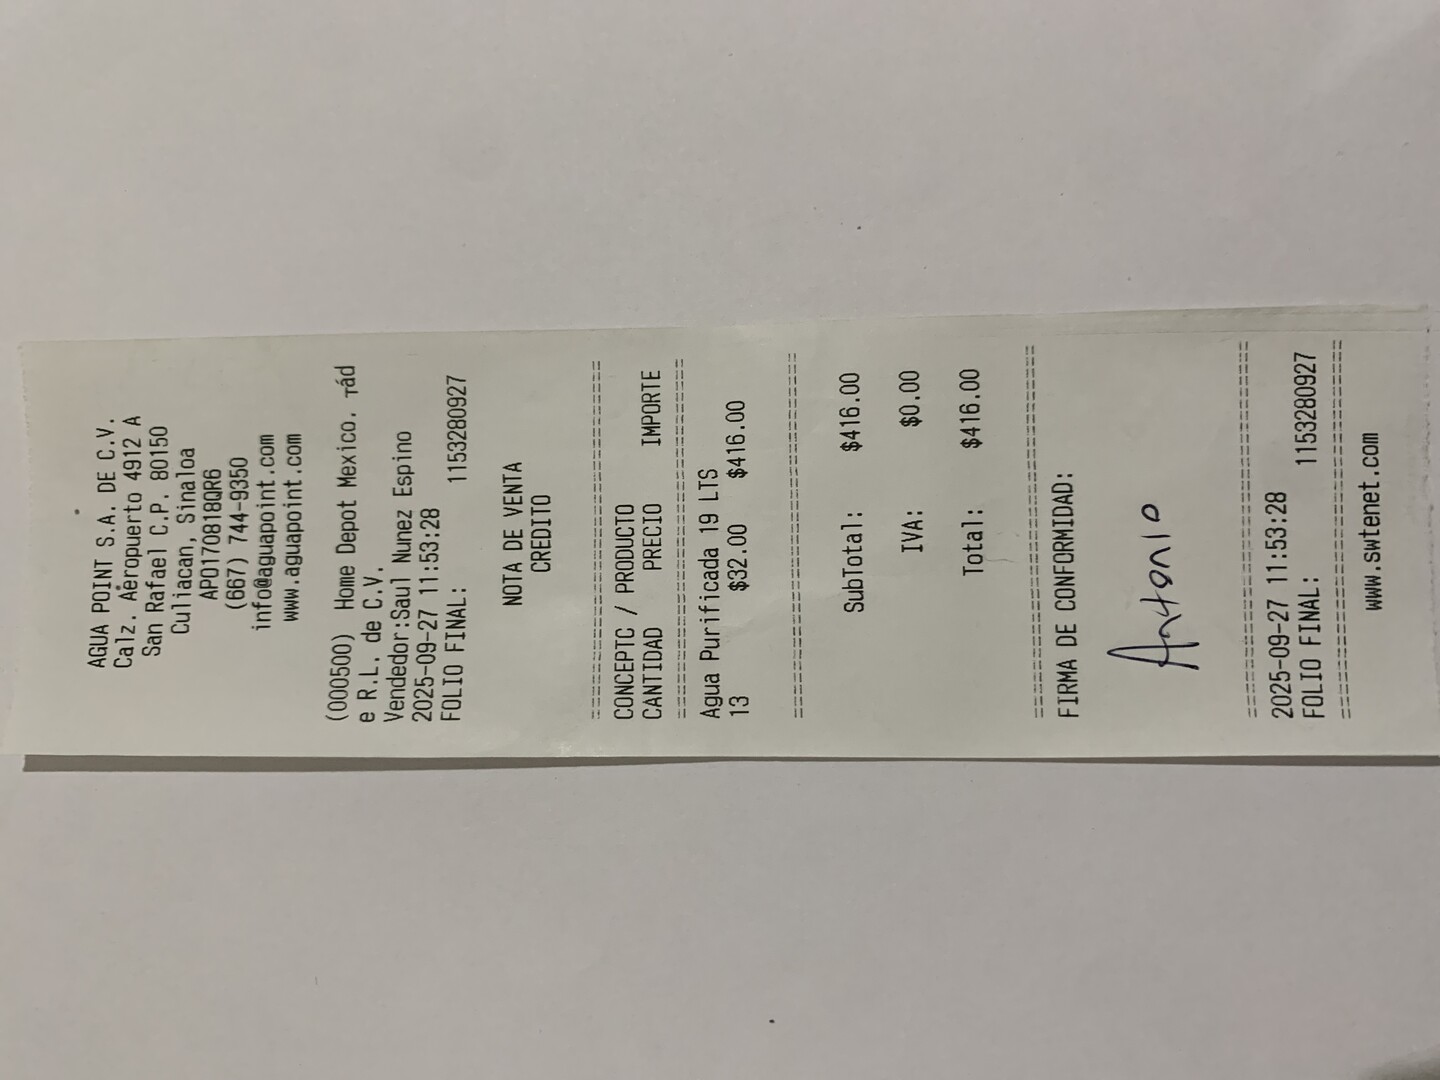 AGUA POINT S.A. DE C.V.
Calz. Aeropuerto 4912 A
San Rafael C.P. 80150
Culiacan, Sinaloa
APO170818QR6
(667) 744-9350
info@aguapoint.com
www.aguapoint.com
(000500) Home Depot Mexico.
e R.L. de C.V.
Vendedor:Saul Nunez Espino
2025-09-27 11:53:28
FOLIO FINAL: 1153280927
NOTA DE VENTA
CREDITO
CONCEPTO / PRODUCTO
CANTIDAD PRECIO IMPORTE
Agua Purificada 19 LTS
13 $32.00 $416.00
SubTotal: $416.00
IVA: $0.00
Total: $416.00
FIRMA DE CONFORMIDAD:
Antonio
2025-09-27 11:53:28
FOLIO FINAL: 1153280927
www.swtenet.com